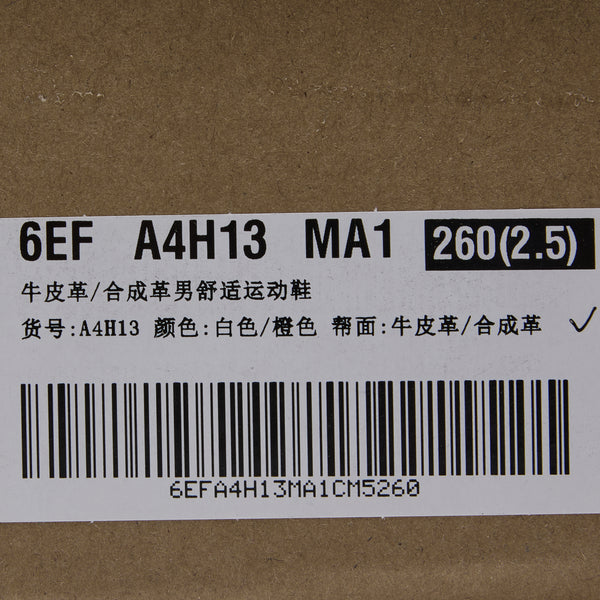 6EF A4H13 MA1 260(2.5)
牛皮革/合成革男舒适运动鞋
货号:A4H13 颜色:白色/橙色 帮面:牛皮革/合成革
6EFA4H13MA1CM5260